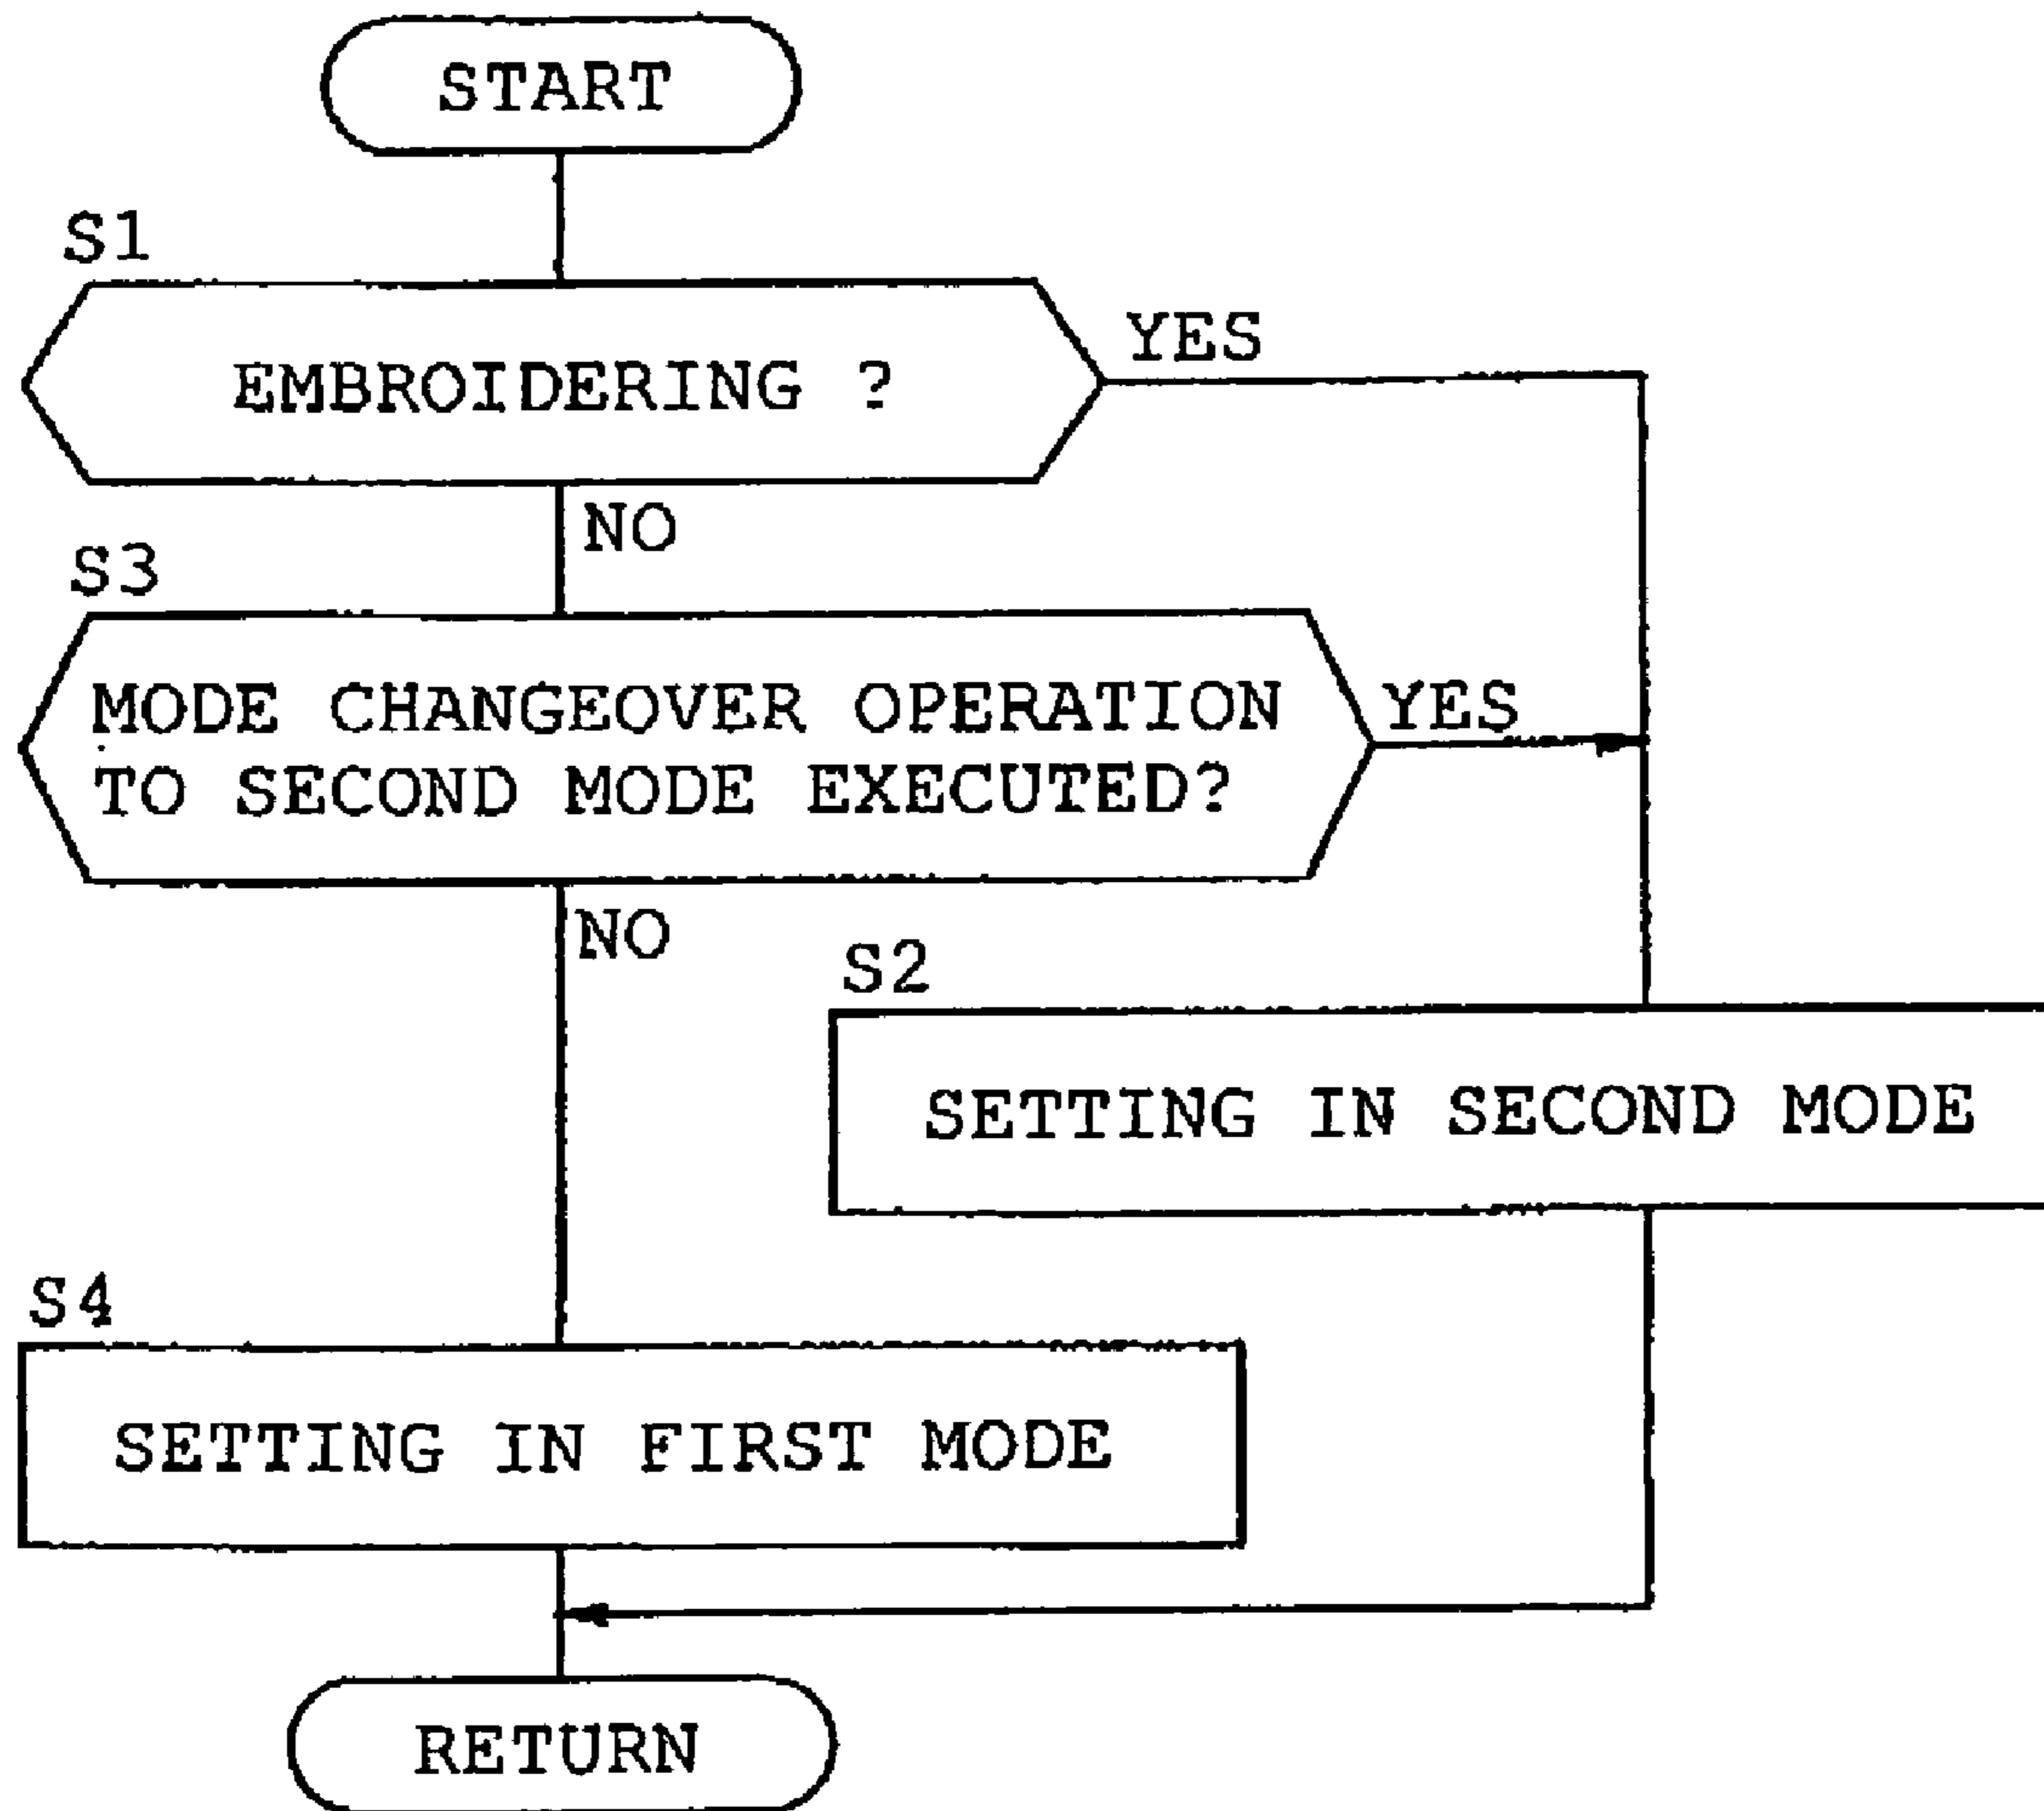 START
S1
EMBROIDERING ?
YES
NO
S3
MODE CHANGEOVER OPERATION
TO SECOND MODE EXECUTED?
YES
NO
S2
SETTING IN SECOND MODE
S4
SETTING IN FIRST MODE
RETURN